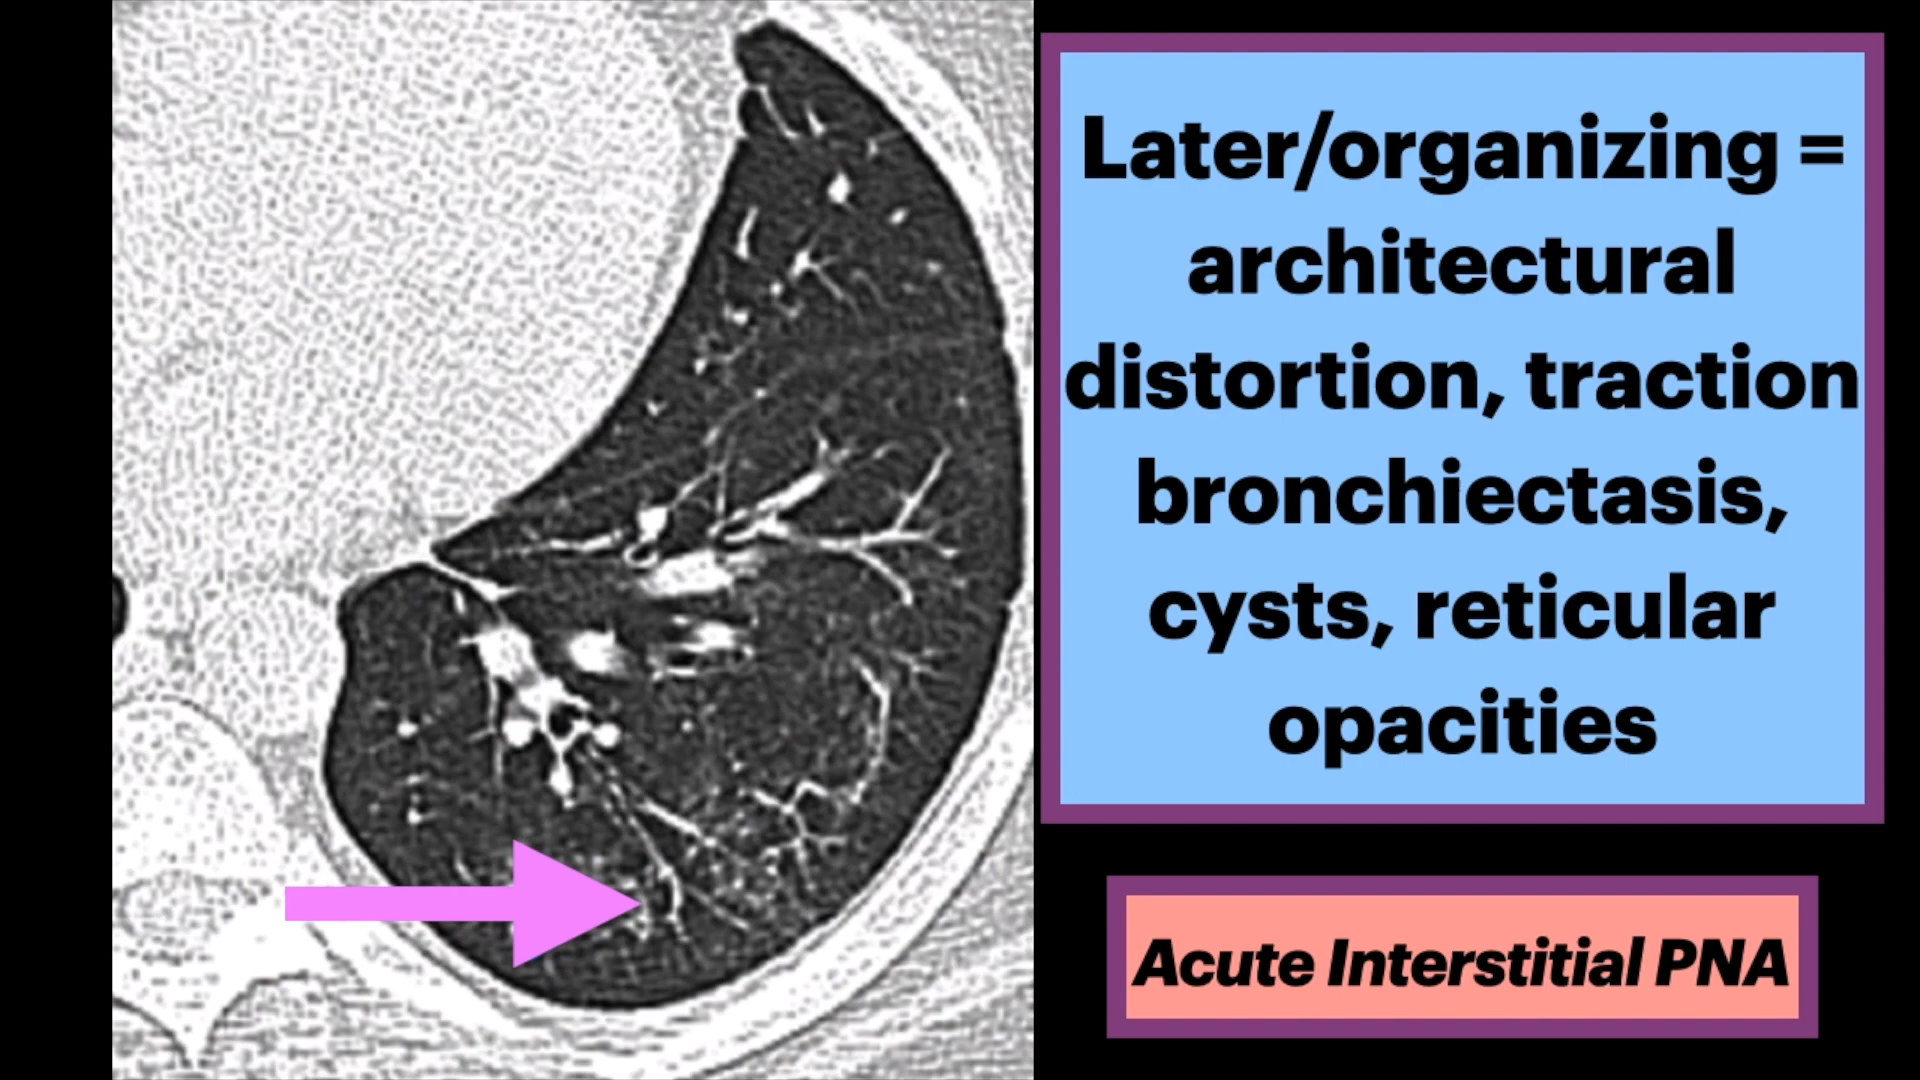 Later/organizing =
architectural
distortion, traction
bronchiectasis,
cysts, reticular
opacities
Acute Interstitial PNA